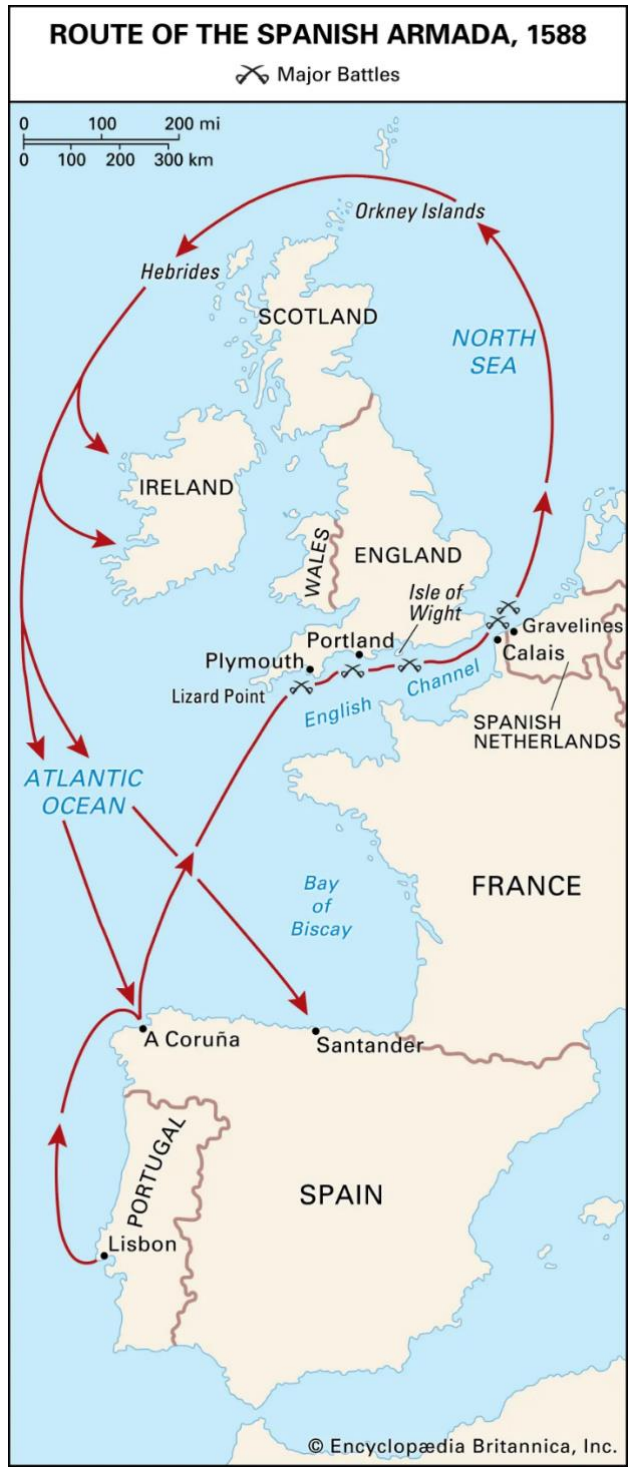 ROUTE OF THE SPANISH ARMADA, 1588
Major Battles
0 100 200 mi
0 100 200 300 km
Orkney Islands
Hebrides
SCOTLAND
NORTH
SEA
IRELAND
WALES
ENGLAND
Isle of
Wight
Portland
Gravelines
Plymouth
Calais
Lizard Point
English Channel
SPANISH
NETHERLANDS
ATLANTIC
OCEAN
FRANCE
Bay
of
Biscay
A Coruña
Santander
PORTUGAL
SPAIN
Lisbon
© Encyclopædia Britannica, Inc.